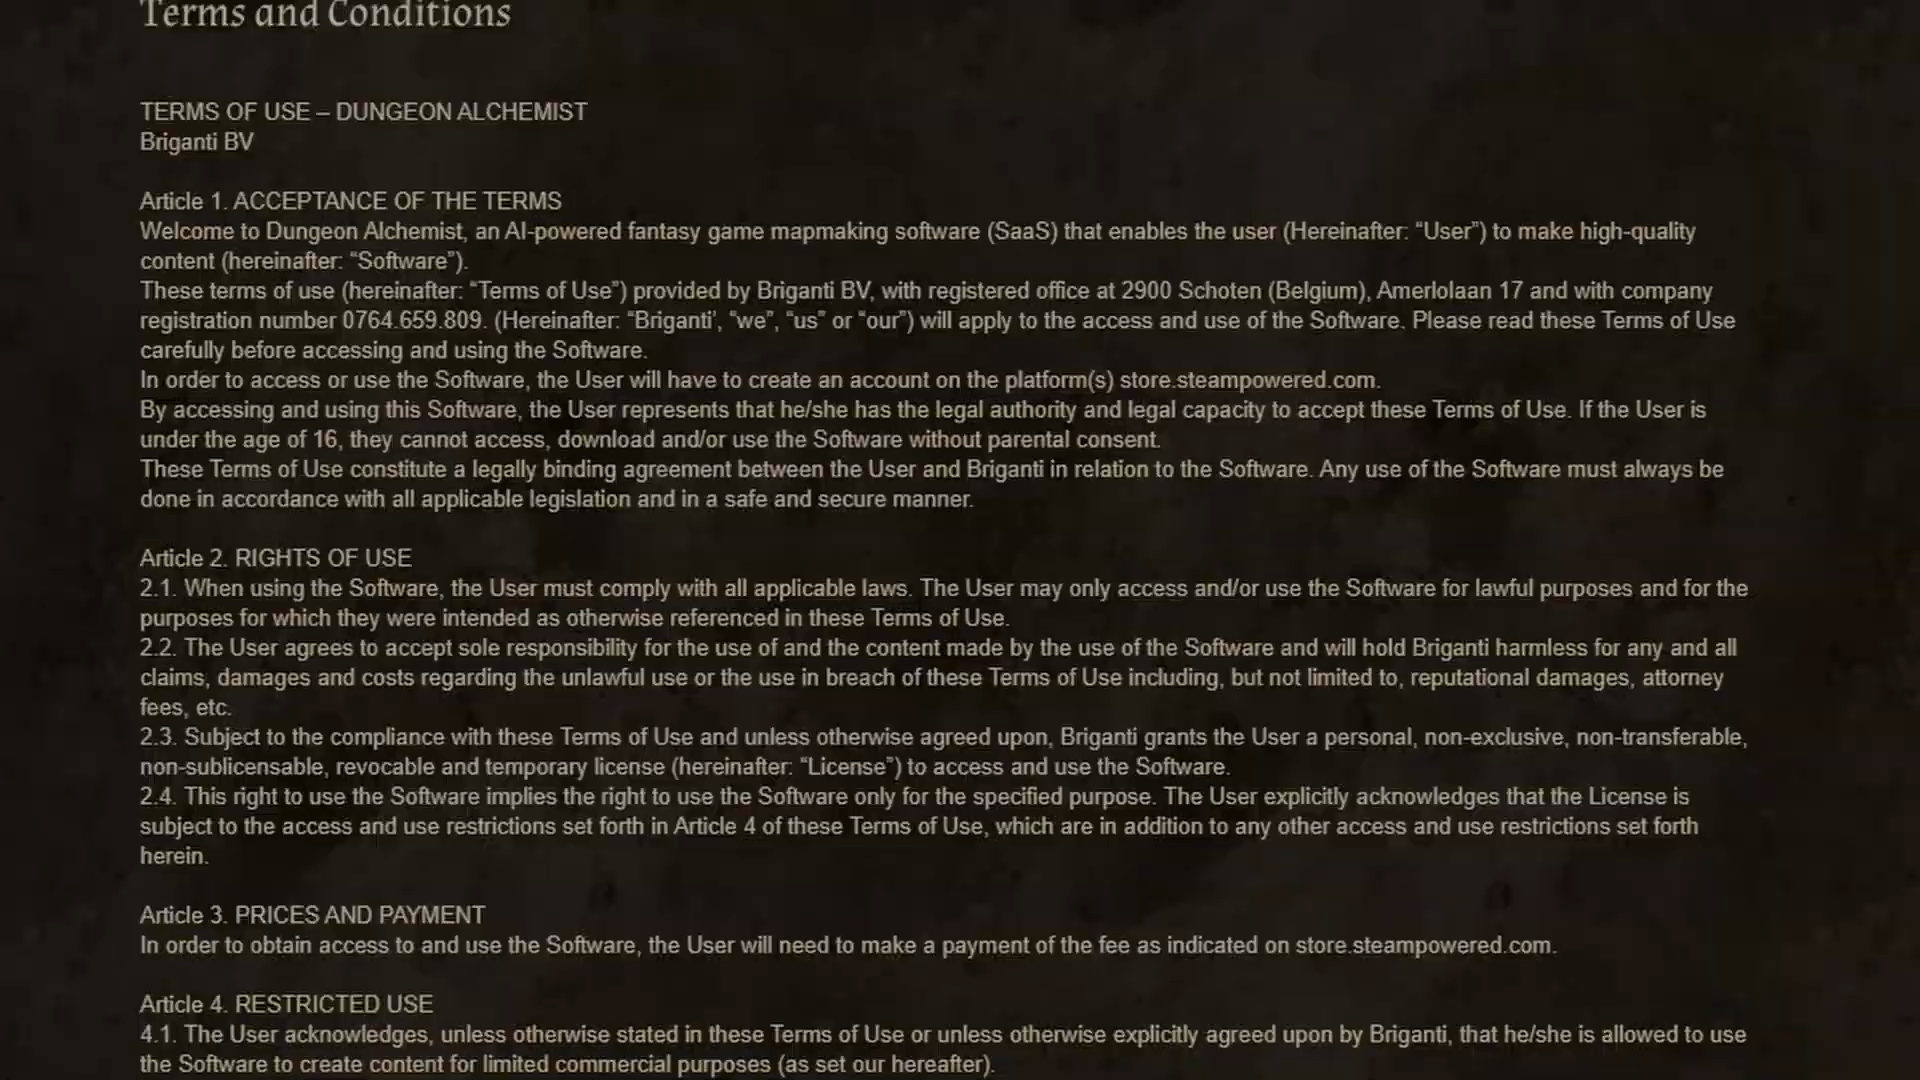 Terms and Conditions
TERMS OF USE – DUNGEON ALCHEMIST
Briganti BV
Article 1. ACCEPTANCE OF THE TERMS
Welcome to Dungeon Alchemist, an AI-powered fantasy game mapmaking software (SaaS) that enables the user (Hereinafter: “User”) to make high-quality
content (hereinafter: “Software”).
These terms of use (hereinafter: “Terms of Use”) provided by Briganti BV, with registered office at 2900 Schoten (Belgium), Amerlolaan 17 and with company
registration number 0764.659.809. (Hereinafter: “Briganti’, “we”, “us” or “our”) will apply to the access and use of the Software. Please read these Terms of Use
carefully before accessing and using the Software.
In order to access or use the Software, the User will have to create an account on the platform(s) store.steampowered.com.
By accessing and using this Software, the User represents that he/she has the legal authority and legal capacity to accept these Terms of Use. If the User is
under the age of 16, they cannot access, download and/or use the Software without parental consent.
These Terms of Use constitute a legally binding agreement between the User and Briganti in relation to the Software. Any use of the Software must always be
done in accordance with all applicable legislation and in a safe and secure manner.
Article 2. RIGHTS OF USE
2.1. When using the Software, the User must comply with all applicable laws. The User may only access and/or use the Software for lawful purposes and for the
purposes for which they were intended as otherwise referenced in these Terms of Use.
2.2. The User agrees to accept sole responsibility for the use of and the content made by the use of the Software and will hold Briganti harmless for any and all
claims, damages and costs regarding the unlawful use or the use in breach of these Terms of Use including, but not limited to, reputational damages, attorney
fees, etc.
2.3. Subject to the compliance with these Terms of Use and unless otherwise agreed upon, Briganti grants the User a personal, non-exclusive, non-transferable,
non-sublicensable, revocable and temporary license (hereinafter: “License”) to access and use the Software.
2.4. This right to use the Software implies the right to use the Software only for the specified purpose. The User explicitly acknowledges that the License is
subject to the access and use restrictions set forth in Article 4 of these Terms of Use, which are in addition to any other access and use restrictions set forth
herein.
Article 3. PRICES AND PAYMENT
In order to obtain access to and use the Software, the User will need to make a payment of the fee as indicated on store.steampowered.com.
Article 4. RESTRICTED USE
4.1. The User acknowledges, unless otherwise stated in these Terms of Use or unless otherwise explicitly agreed upon by Briganti, that he/she is allowed to use
the Software to create content for limited commercial purposes (as set our hereafter).